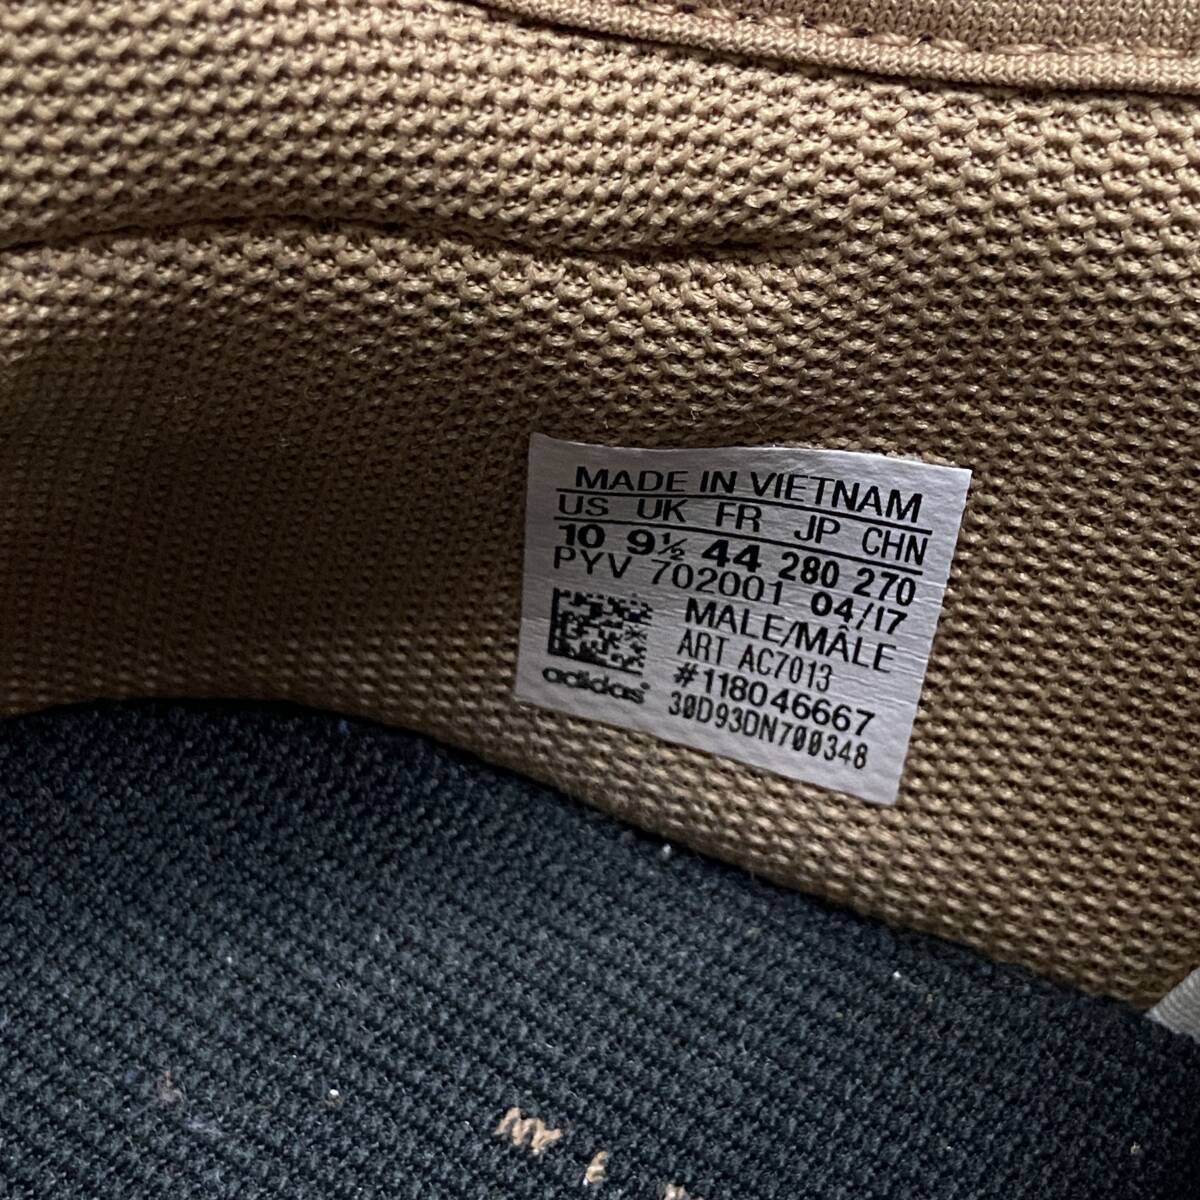 MADE IN VIETNAM
US UK FR JP CHN
10 9½ 44 280 270
PYV 702001 04/17
MALE/MÂLE
ART AC7013
#118046667
30D93DN700348
adidas